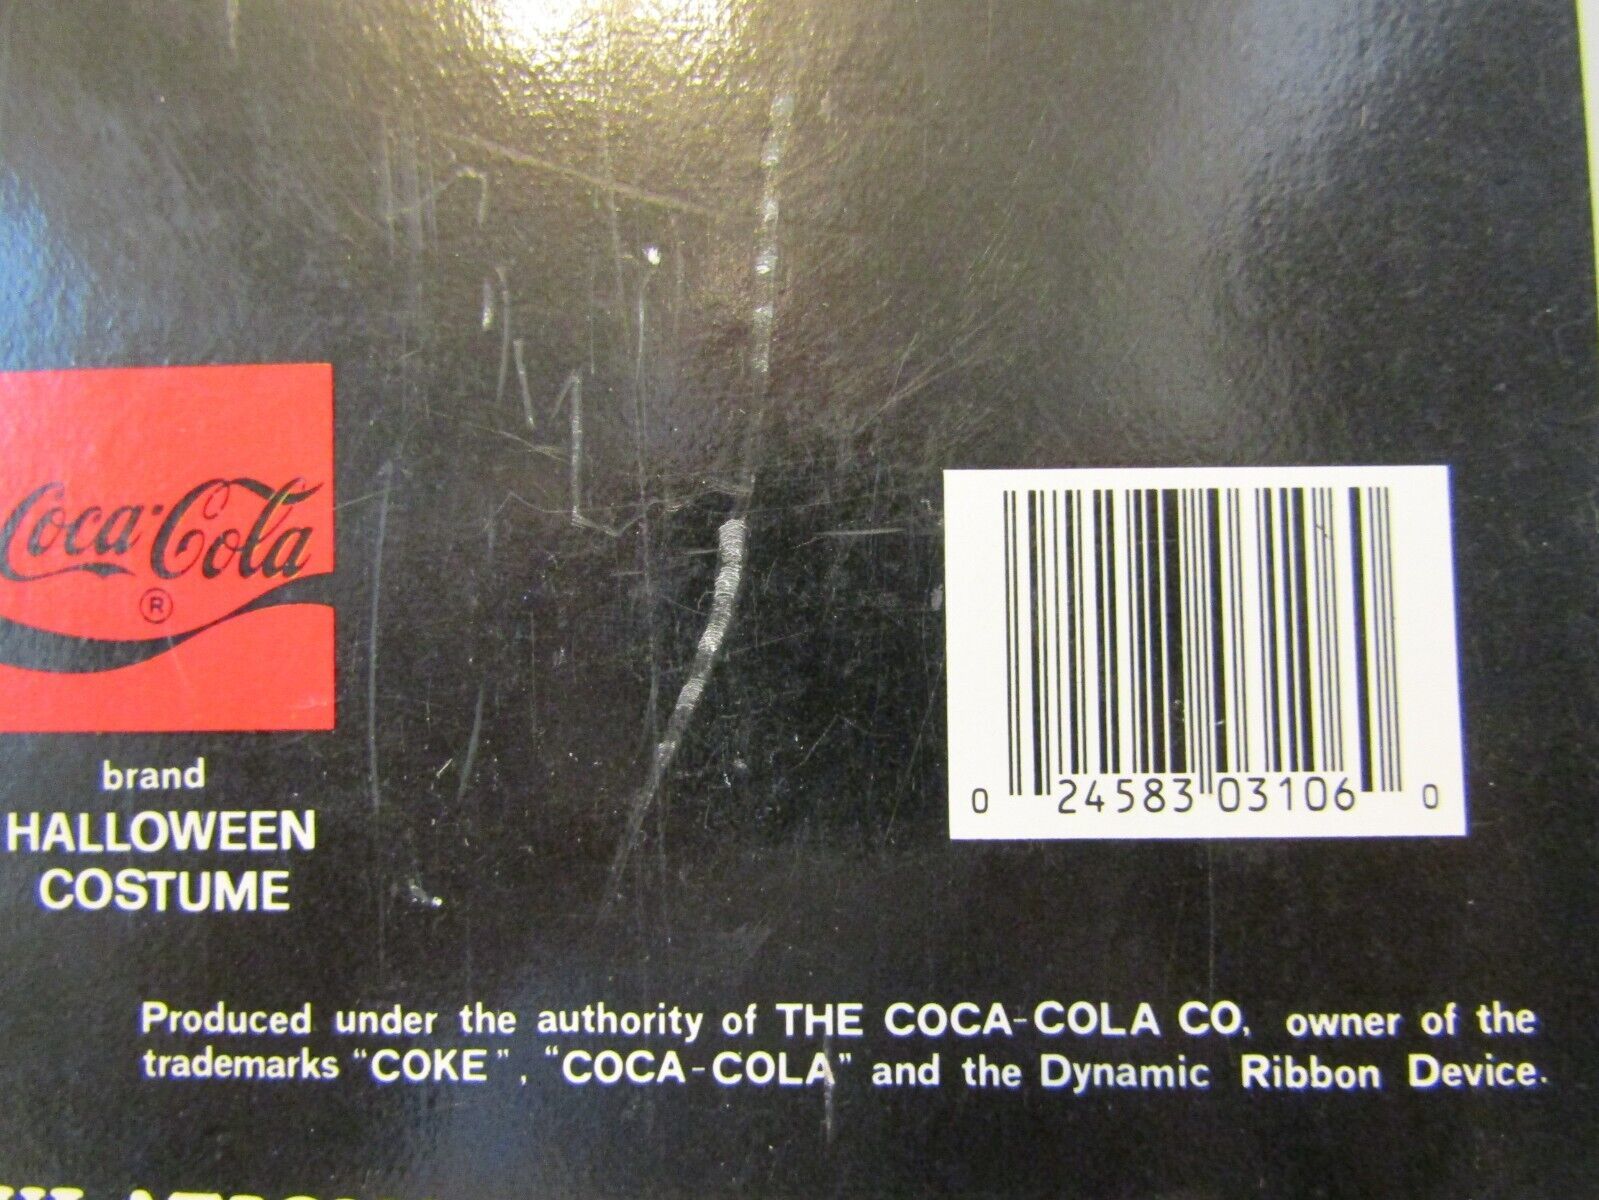 Coca-Cola
®
brand
HALLOWEEN
COSTUME
0 24583 03106 0
Produced under the authority of THE COCA-COLA CO. owner of the
trademarks "COKE", "COCA-COLA" and the Dynamic Ribbon Device.